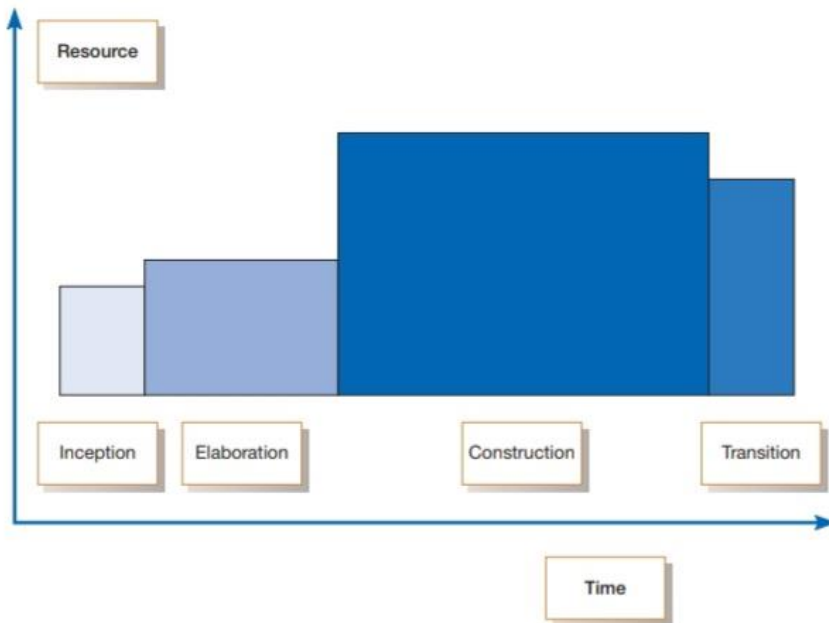 Resource
Inception
Elaboration
Construction
Transition
Time